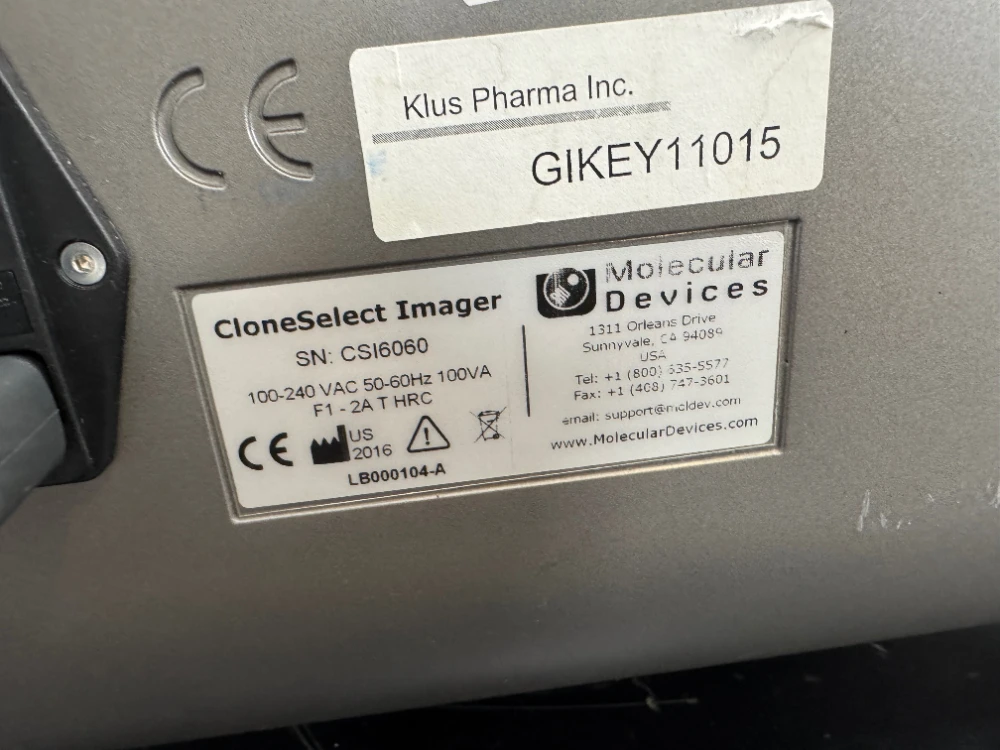 CE
Klus Pharma Inc.
GIKEY11015
CloneSelect Imager
SN: CSI6060
100-240 VAC 50-60Hz 100VA
F1 - 2A T HRC
CE
US
2016
LB000104-A
Molecular
Devices
1311 Orleans Drive
Sunnyvale, CA 94089
USA
Tel: +1 (800) 635-5577
Fax: +1 (408) 747-3601
email: support@moldev.com
www.MolecularDevices.com